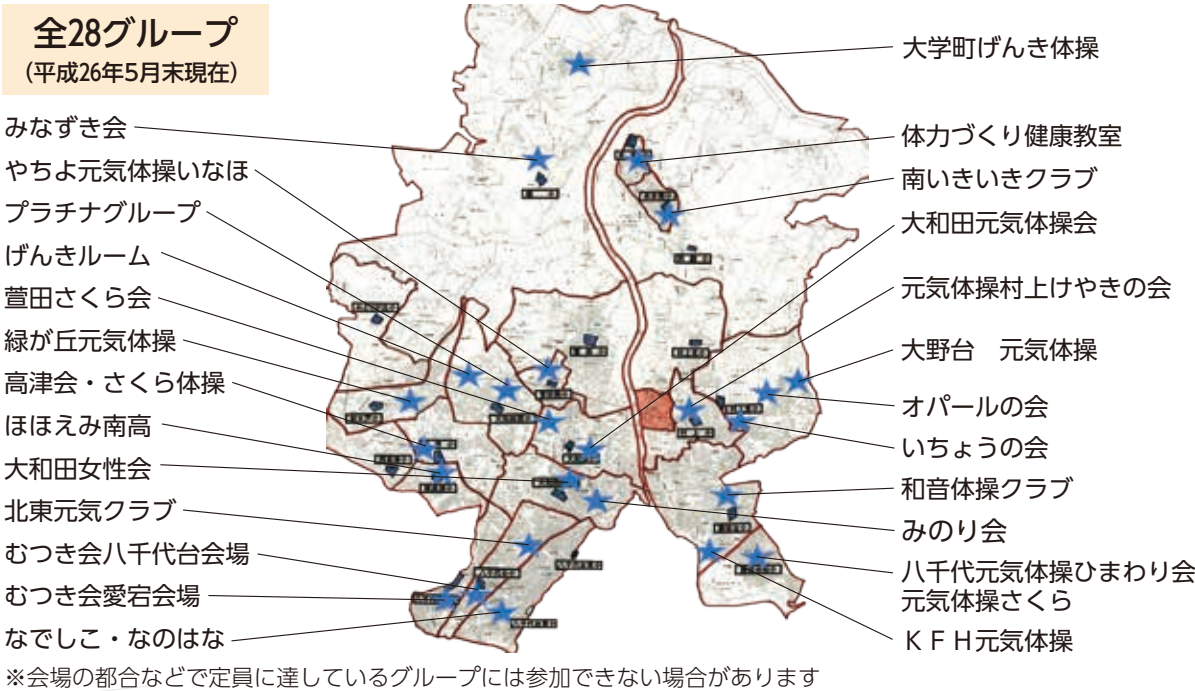 全28グループ
(平成26年5月末現在)
みなずき会
やちよ元気体操いなほ
プラチナグループ
げんきルーム
萱田さくら会
緑が丘元気体操
高津会・さくら体操
ほほえみ南高
大和田女性会
北東元気クラブ
むつき会八千代台会場
むつき会愛宕会場
なでしこ・なのはな
大学町げんき体操
体力づくり健康教室
南いきいきクラブ
大和田元気体操会
元気体操村上けやきの会
大野台　元気体操
オパールの会
いちょうの会
和音体操クラブ
みのり会
八千代元気体操ひまわり会
元気体操さくら
ＫＦＨ元気体操
※会場の都合などで定員に達しているグループには参加できない場合があります